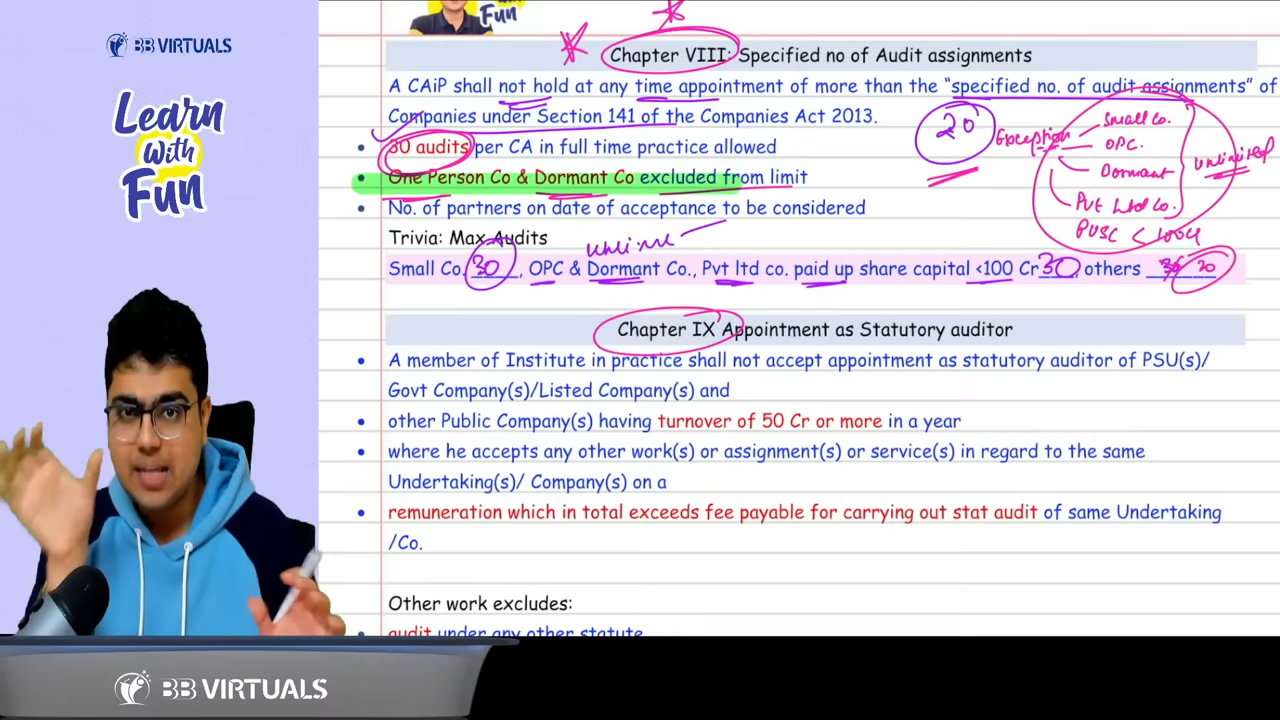 Fun
BB VIRTUALS
Learn
With
Fun
Chapter VIII: Specified no of Audit assignments
A CAiP shall not hold at any time appointment of more than the “specified no. of audit assignments” of
Companies under Section 141 of the Companies Act 2013.
20
Exception
Small Co.
OPC.
Dormant
Pvt Ltd Co.
PUSC < 100Cr
Unlimited
30 audits per CA in full time practice allowed
One Person Co & Dormant Co excluded from limit
No. of partners on date of acceptance to be considered
Trivia: Max Audits
Small Co. 30, OPC & Dormant Co., Pvt ltd co. paid up share capital <100 Cr 30, others 30 20
Chapter IX Appointment as Statutory auditor
A member of Institute in practice shall not accept appointment as statutory auditor of PSU(s)/
Govt Company(s)/Listed Company(s) and
other Public Company(s) having turnover of 50 Cr or more in a year
where he accepts any other work(s) or assignment(s) or service(s) in regard to the same
Undertaking(s)/ Company(s) on a
remuneration which in total exceeds fee payable for carrying out stat audit of same Undertaking
/Co.
Other work excludes:
audit under any other statute
BB VIRTUALS